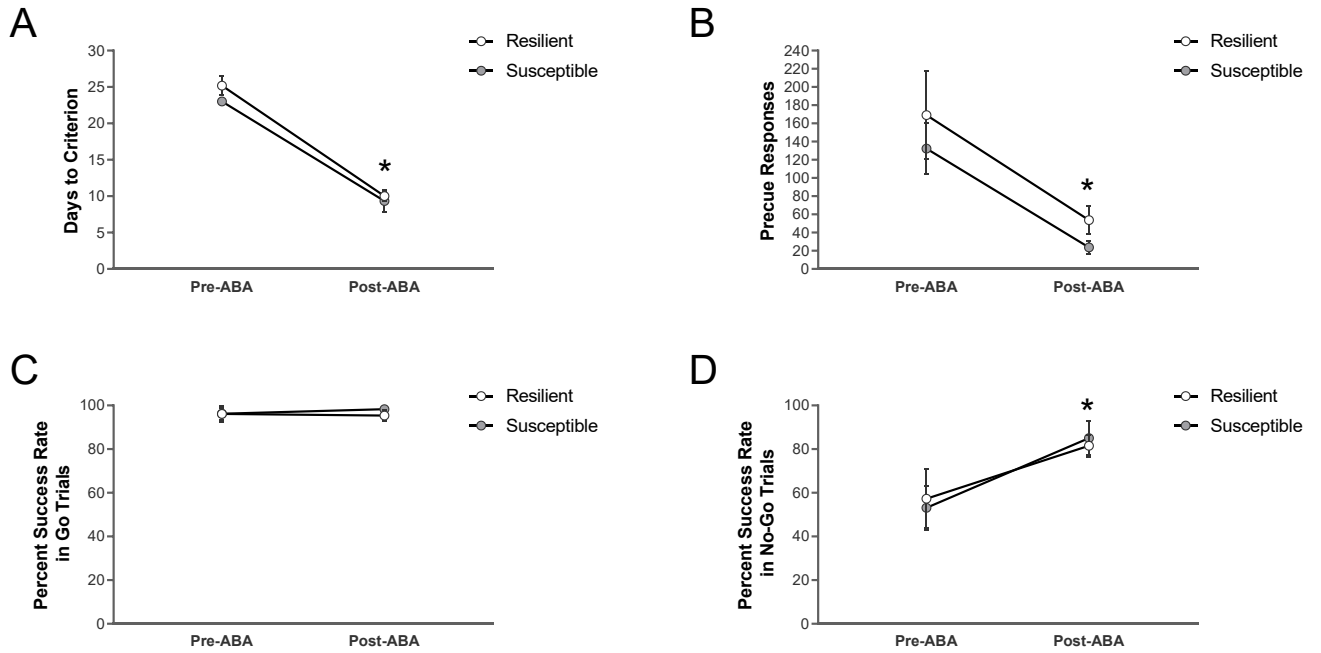 A
Days to Criterion
30
25
20
15
10
5
0
*
Pre-ABA
Post-ABA
Resilient
Susceptible
B
Precue Responses
240
220
200
180
160
140
120
100
80
60
40
20
0
*
Pre-ABA
Post-ABA
Resilient
Susceptible
C
Percent Success Rate
in Go Trials
100
80
60
40
20
0
Pre-ABA
Post-ABA
Resilient
Susceptible
D
Percent Success Rate
in No-Go Trials
100
80
60
40
20
0
*
Pre-ABA
Post-ABA
Resilient
Susceptible